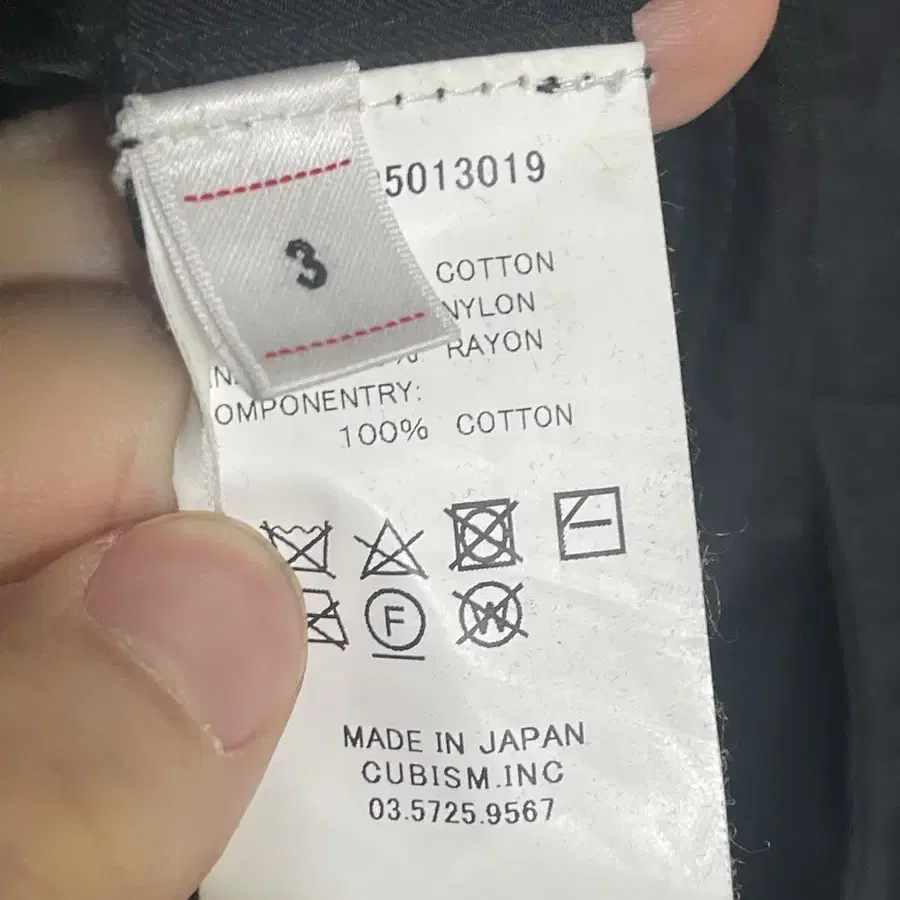 5013019
3
COTTON
NYLON
% RAYON
OMPONENTRY:
100% COTTON
F
W
MADE IN JAPAN
CUBISM.INC
03.5725.9567